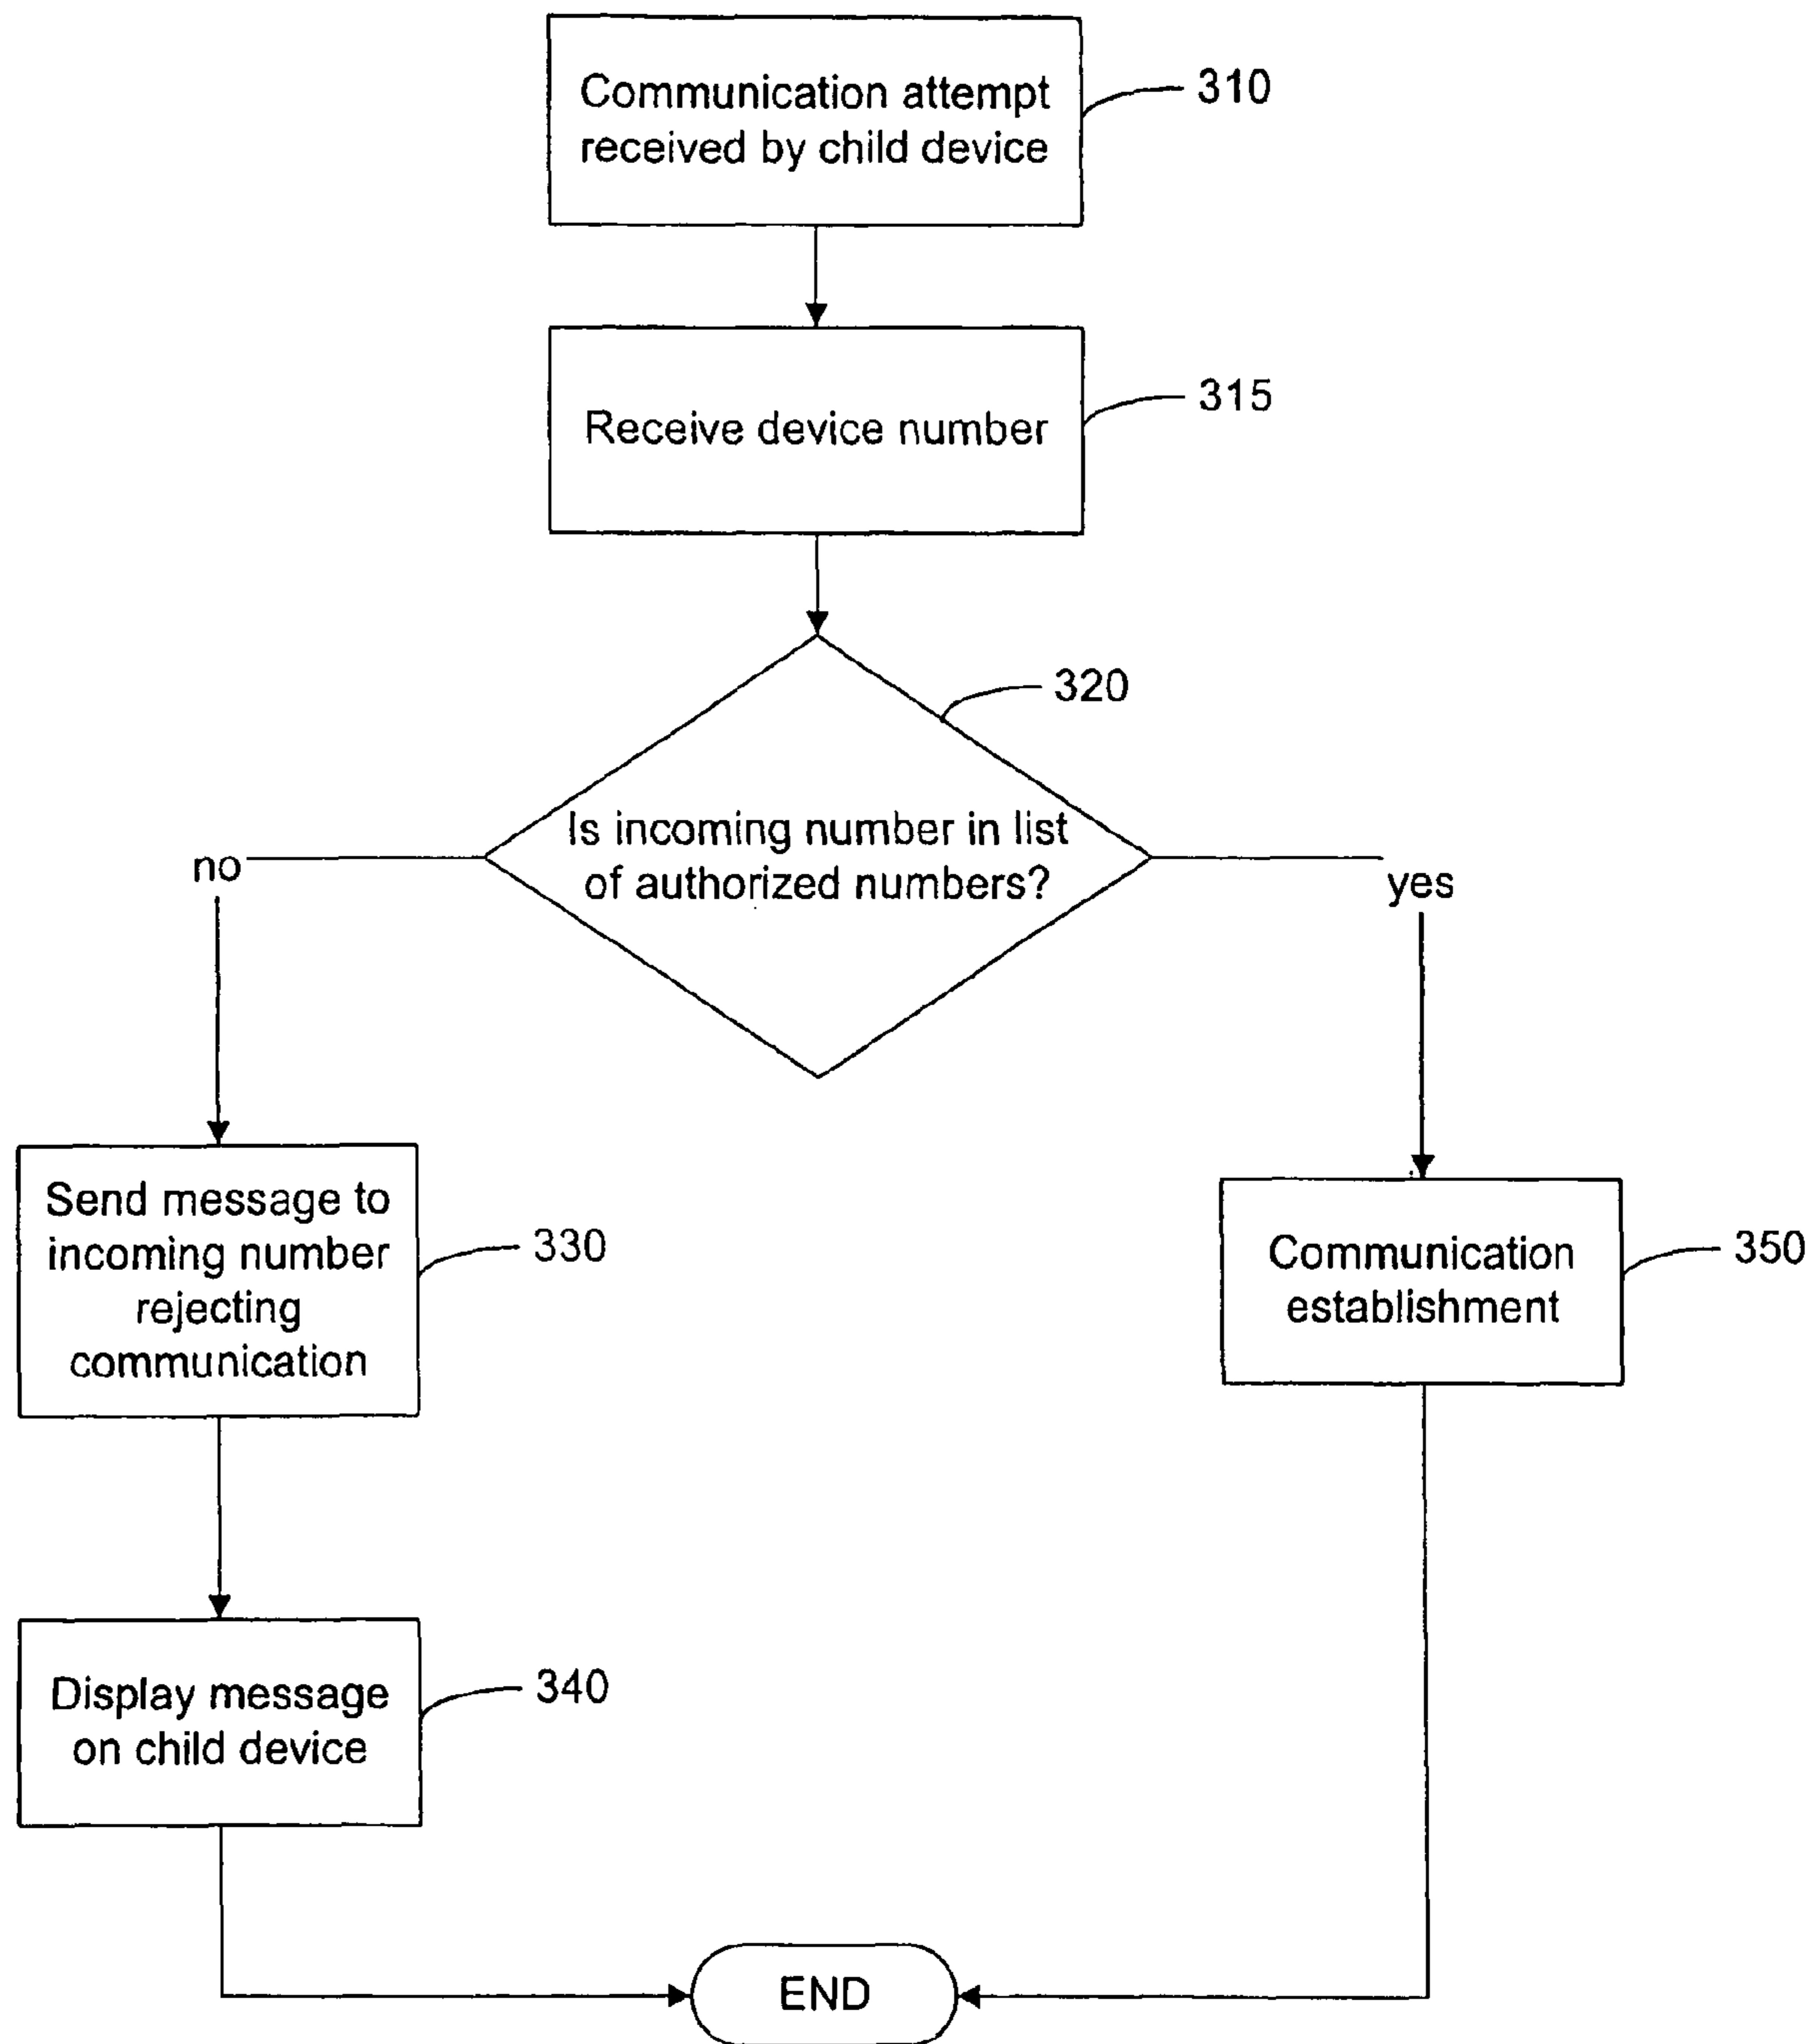 Communication attempt
received by child device
310
Receive device number
315
320
Is incoming number in list
of authorized numbers?
no
yes
Send message to
incoming number
rejecting
communication
330
Communication
establishment
350
Display message
on child device
340
END